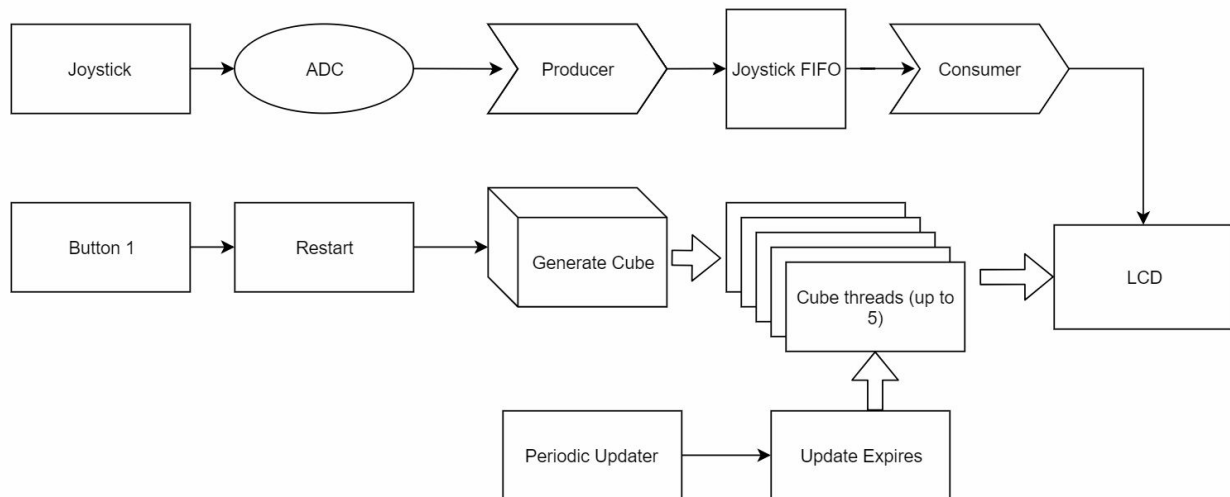 Joystick
ADC
Producer
Joystick FIFO
Consumer
Button 1
Restart
Generate Cube
Cube threads (up to
5)
LCD
Periodic Updater
Update Expires